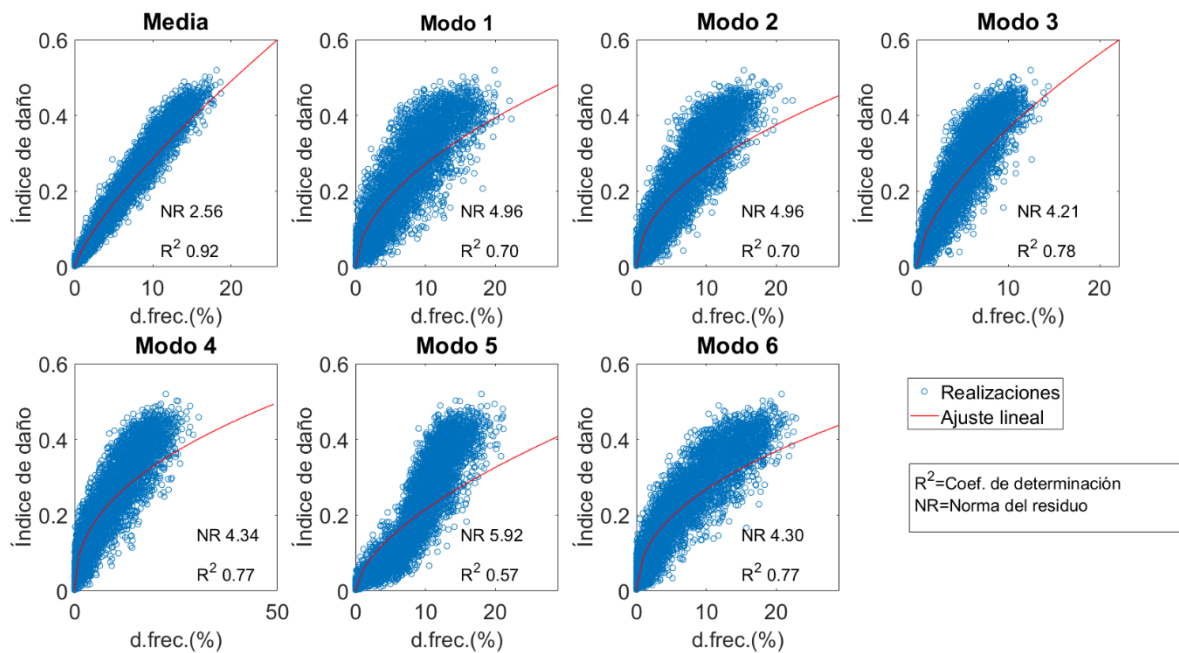 Media
Índice de daño
0.6
0.4
0.2
0
NR 2.56
R² 0.92
0 10 20
d.frec.(%)
Modo 1
Índice de daño
0.6
0.4
0.2
0
NR 4.96
R² 0.70
0 10 20
d.frec.(%)
Modo 2
Índice de daño
0.6
0.4
0.2
0
NR 4.96
R² 0.70
0 10 20
d.frec.(%)
Modo 3
Índice de daño
0.6
0.4
0.2
0
NR 4.21
R² 0.78
0 10 20
d.frec.(%)
Modo 4
Índice de daño
0.6
0.4
0.2
0
NR 4.34
R² 0.77
0 50
d.frec.(%)
Modo 5
Índice de daño
0.6
0.4
0.2
0
NR 5.92
R² 0.57
0 10 20
d.frec.(%)
Modo 6
Índice de daño
0.6
0.4
0.2
0
NR 4.30
R² 0.77
0 10 20
d.frec.(%)
Realizaciones
Ajuste lineal
R²=Coef. de determinación
NR=Norma del residuo